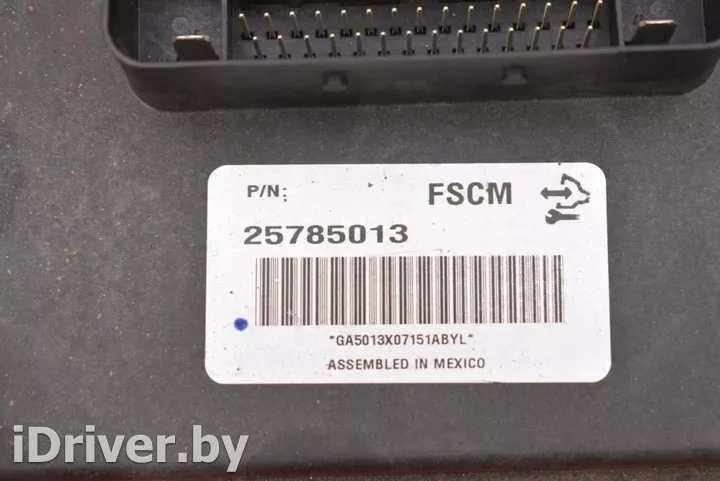 P/N: FSCM
25785013
*GA5013X07151ABYL*
ASSEMBLED IN MEXICO
iDriver.by